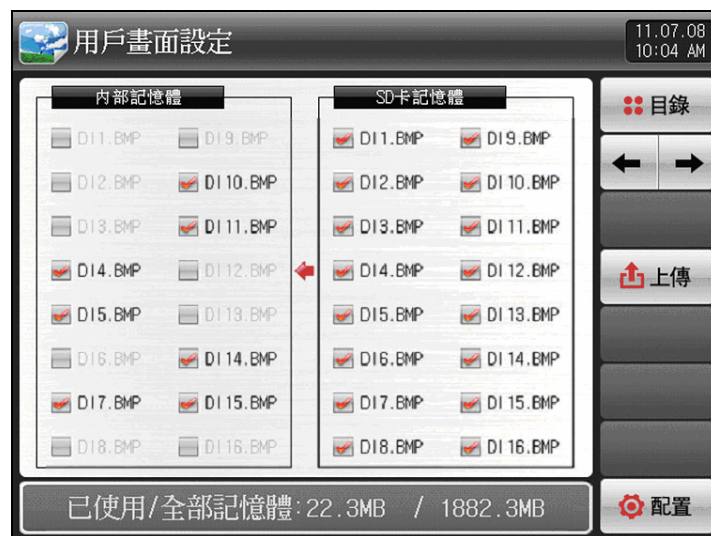 用戶畫面設定
11.07.08
10:04 AM
內部記憶體
DI1.BMP DI9.BMP
DI2.BMP DI10.BMP
DI3.BMP DI11.BMP
DI4.BMP DI12.BMP
DI5.BMP DI13.BMP
DI6.BMP DI14.BMP
DI7.BMP DI15.BMP
DI8.BMP DI16.BMP
SD卡記憶體
DI1.BMP DI9.BMP
DI2.BMP DI10.BMP
DI3.BMP DI11.BMP
DI4.BMP DI12.BMP
DI5.BMP DI13.BMP
DI6.BMP DI14.BMP
DI7.BMP DI15.BMP
DI8.BMP DI16.BMP
目錄
上傳
配置
已使用/全部記憶體:22.3MB / 1882.3MB